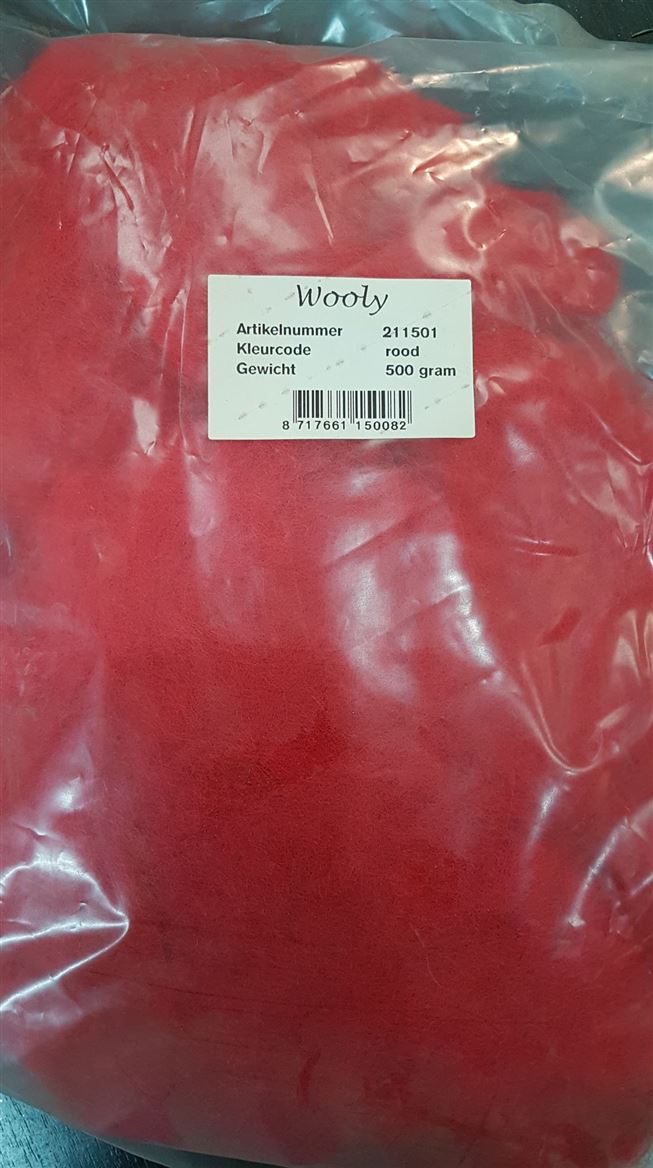 Wooly
Artikelnummer 211501
Kleurcode rood
Gewicht 500 gram
8 717661 150082